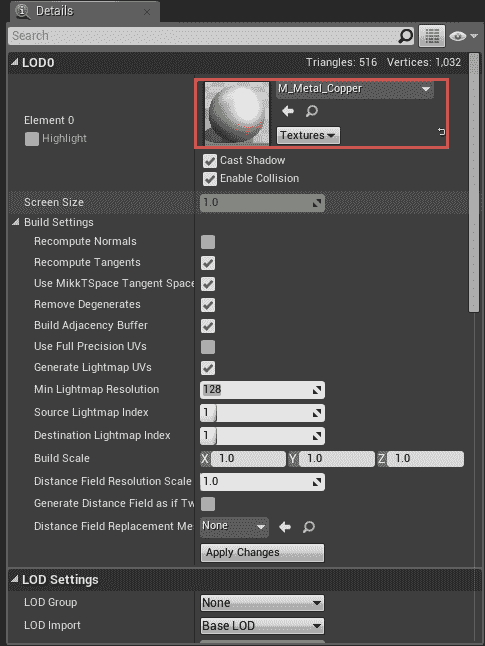 Details
Search
LOD0 Triangles: 516 Vertices: 1,032
M_Metal_Copper
Element 0
Highlight
Textures
Cast Shadow
Enable Collision
Screen Size 1.0
Build Settings
Recompute Normals
Recompute Tangents
Use MikkTSpace Tangent Space
Remove Degenerates
Build Adjacency Buffer
Use Full Precision UVs
Generate Lightmap UVs
Min Lightmap Resolution 128
Source Lightmap Index 1
Destination Lightmap Index 1
Build Scale X 1.0 Y 1.0 Z 1.0
Distance Field Resolution Scale 1.0
Generate Distance Field as if Tw
Distance Field Replacement Me None
Apply Changes
LOD Settings
LOD Group None
LOD Import Base LOD